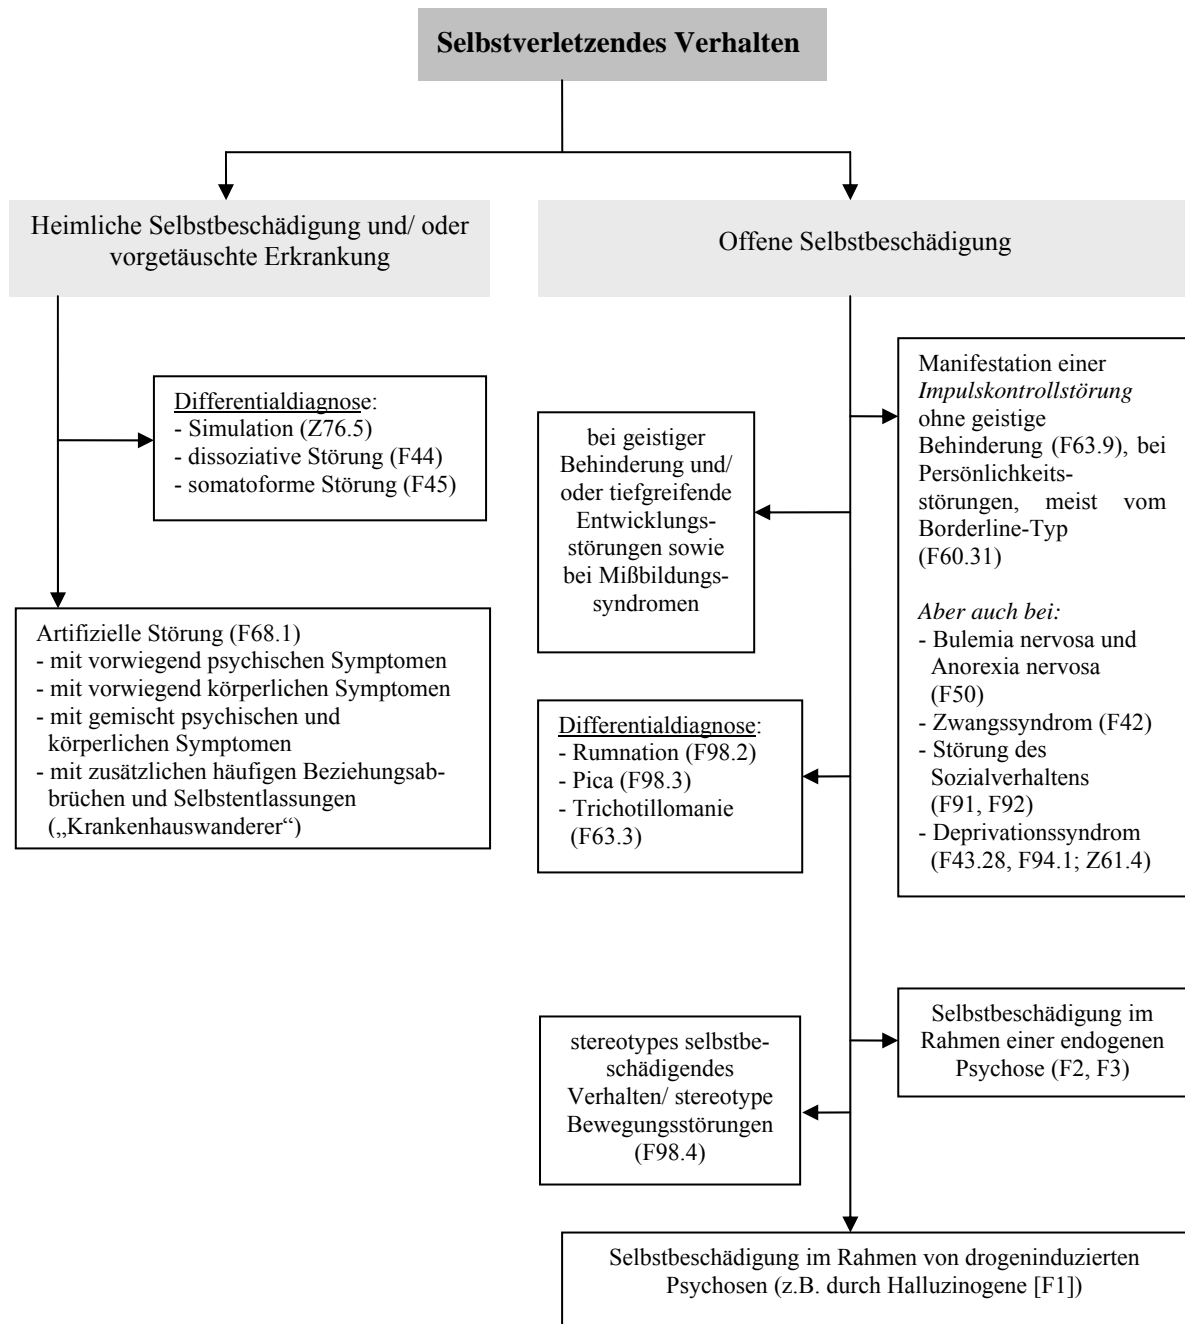 Selbstverletzendes Verhalten
Heimliche Selbstbeschädigung und/ oder
vorgetäuschte Erkrankung
Offene Selbstbeschädigung
Differentialdiagnose:
- Simulation (Z76.5)
- dissoziative Störung (F44)
- somatoforme Störung (F45)
Artifizielle Störung (F68.1)
- mit vorwiegend psychischen Symptomen
- mit vorwiegend körperlichen Symptomen
- mit gemischt psychischen und
körperlichen Symptomen
- mit zusätzlichen häufigen Beziehungsab-
brüchen und Selbstentlassungen
(„Krankenhauswanderer“)
bei geistiger
Behinderung und/
oder tiefgreifende
Entwicklungs-
störungen sowie
bei Mißbildungs-
syndromen
Manifestation einer
Impulskontrollstörung
ohne geistige
Behinderung (F63.9), bei
Persönlichkeits-
störungen, meist vom
Borderline-Typ
(F60.31)
Aber auch bei:
- Bulemia nervosa und
Anorexia nervosa
(F50)
- Zwangssyndrom (F42)
- Störung des
Sozialverhaltens
(F91, F92)
- Deprivationssyndrom
(F43.28, F94.1; Z61.4)
Differentialdiagnose:
- Rumnation (F98.2)
- Pica (F98.3)
- Trichotillomanie
(F63.3)
Selbstbeschädigung im
Rahmen einer endogenen
Psychose (F2, F3)
stereotypes selbstbe-
schädigendes
Verhalten/ stereotype
Bewegungsstörungen
(F98.4)
Selbstbeschädigung im Rahmen von drogeninduzierten
Psychosen (z.B. durch Halluzinogene [F1])